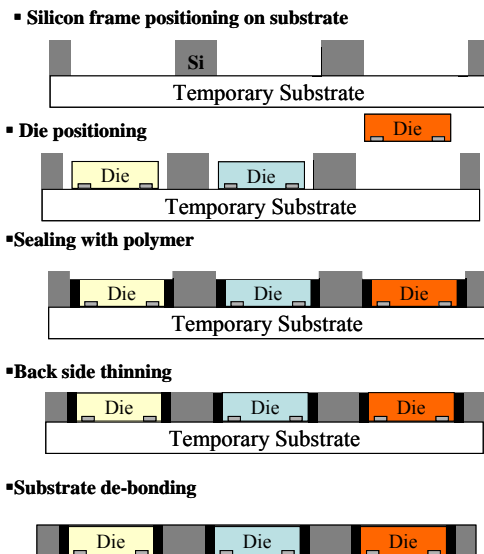 ▪ Silicon frame positioning on substrate
Si
Temporary Substrate
▪ Die positioning
Die
Die Die
Temporary Substrate
▪Sealing with polymer
Die Die Die
Temporary Substrate
▪Back side thinning
Die Die Die
Temporary Substrate
▪Substrate de-bonding
Die Die Die